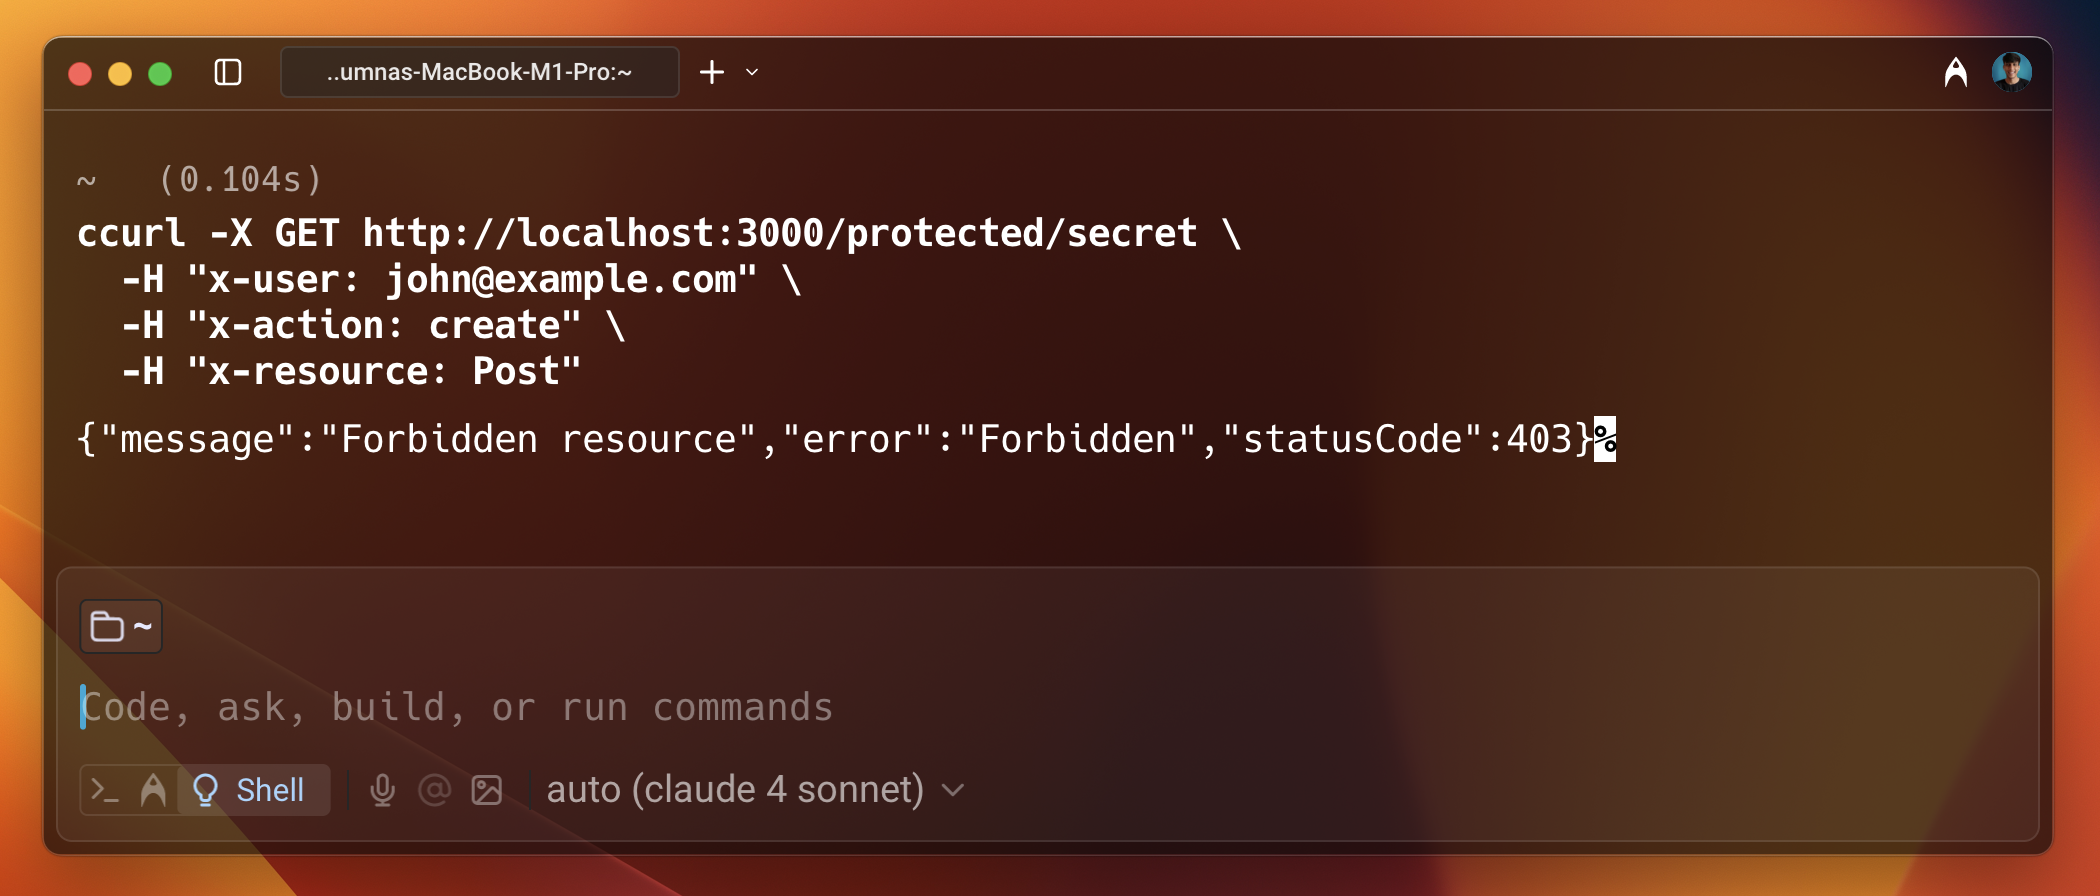 ..umnas-MacBook-M1-Pro:~
~ (0.104s)
ccurl -X GET http://localhost:3000/protected/secret \
  -H "x-user: john@example.com" \
  -H "x-action: create" \
  -H "x-resource: Post"
{"message":"Forbidden resource","error":"Forbidden","statusCode":403}%
~
Code, ask, build, or run commands
Shell auto (claude 4 sonnet)